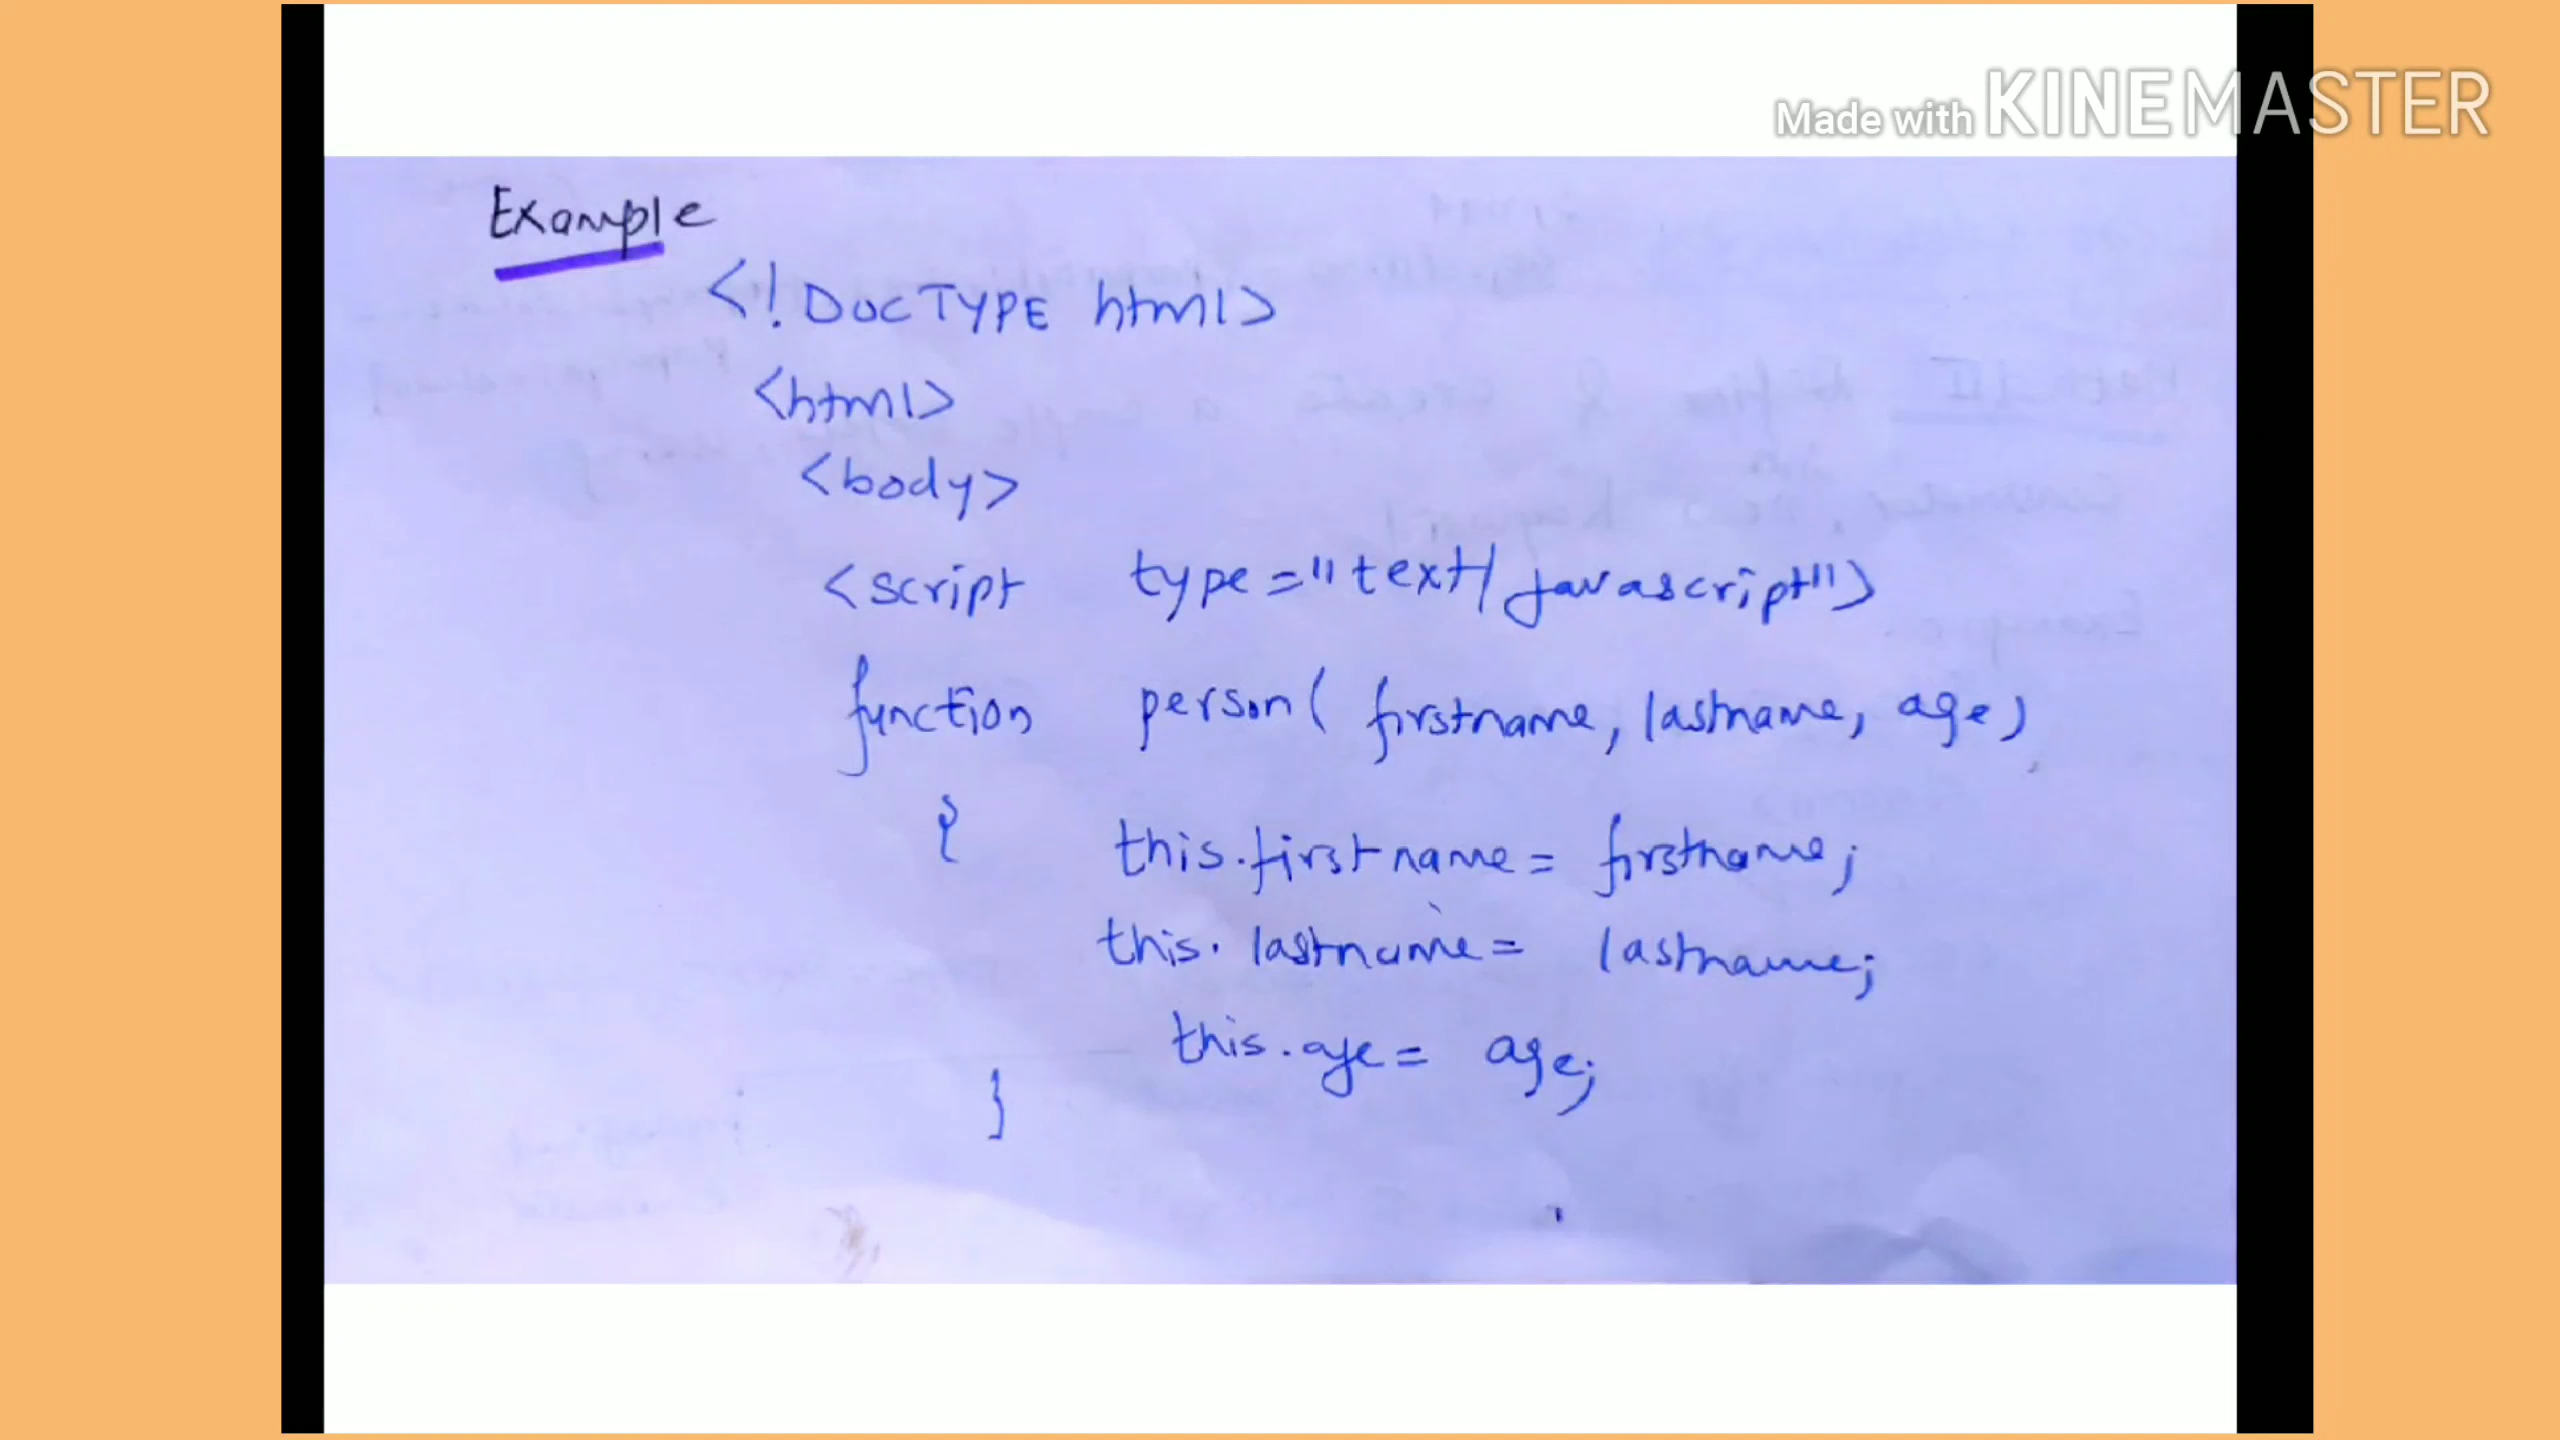 Made with KINEMASTER
Example
<!DOCTYPE html>
<html>
<body>
<script type="text/javascript">
function person( firstname, lastname, age)
{ this.firstname= firstname;
this.lastname= lastname;
this.age= age;
}